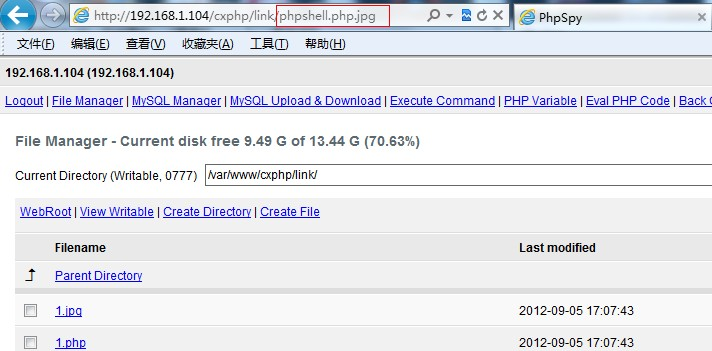 http://192.168.1.104/cxphp/link/phpshell.php.jpg
PhpSpy
文件(F) 编辑(E) 查看(V) 收藏夹(A) 工具(T) 帮助(H)
192.168.1.104 (192.168.1.104)
Logout | File Manager | MySQL Manager | MySQL Upload & Download | Execute Command | PHP Variable | Eval PHP Code | Back C
File Manager - Current disk free 9.49 G of 13.44 G (70.63%)
Current Directory (Writable, 0777) /var/www/cxphp/link/
WebRoot | View Writable | Create Directory | Create File
Filename Last modified
Parent Directory
1.jpg 2012-09-05 17:07:43
1.php 2012-09-05 17:07:43